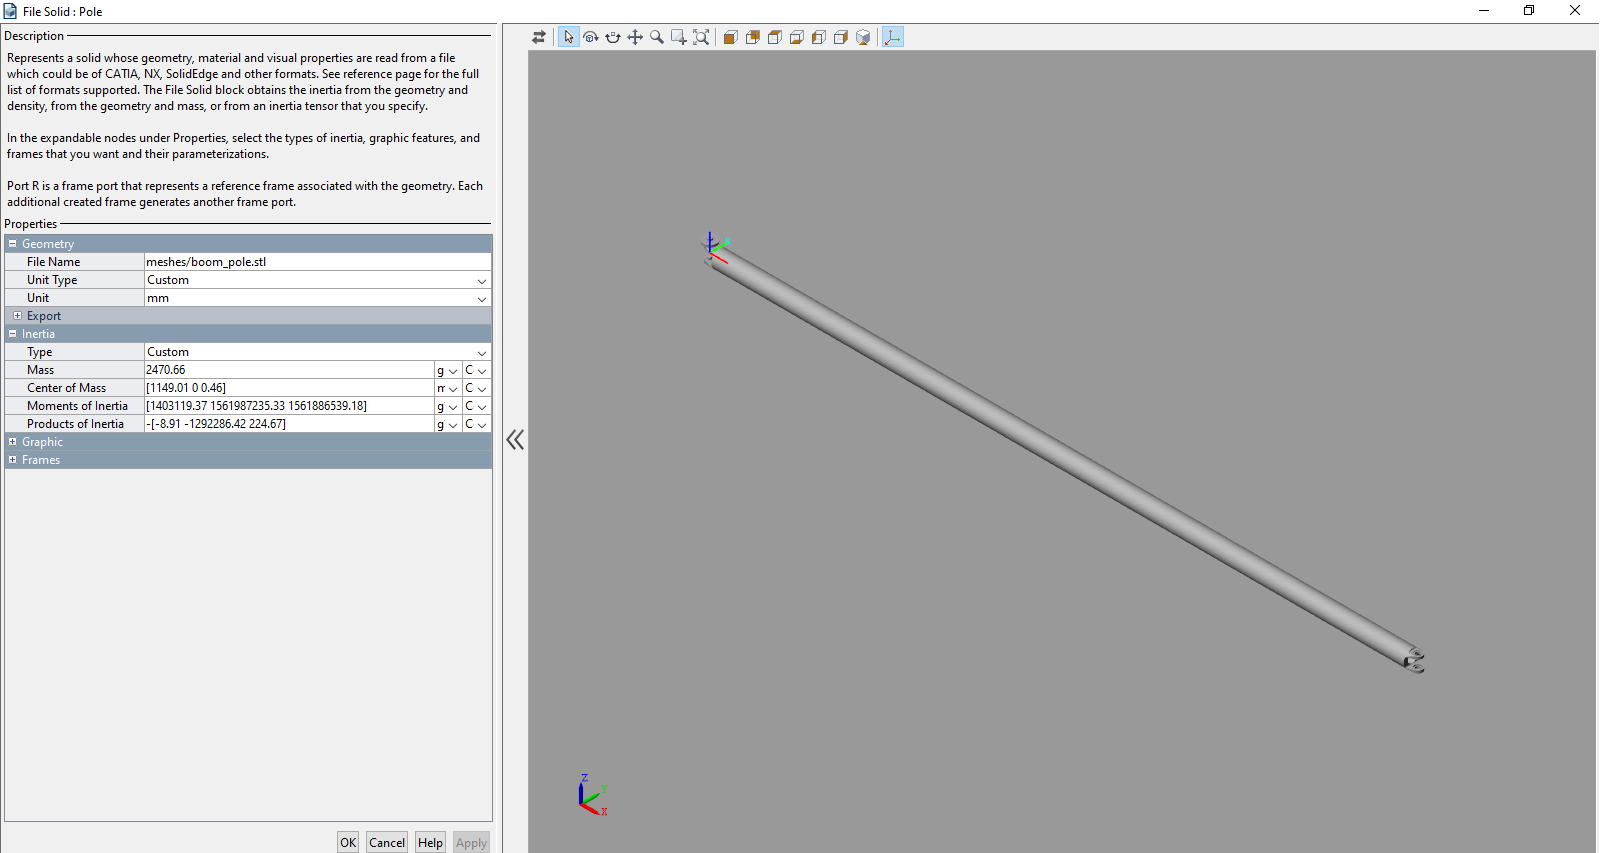 File Solid : Pole
Description
Represents a solid whose geometry, material and visual properties are read from a file
which could be of CATIA, NX, SolidEdge and other formats. See reference page for the full
list of formats supported. The File Solid block obtains the inertia from the geometry and
density, from the geometry and mass, or from an inertia tensor that you specify.
In the expandable nodes under Properties, select the types of inertia, graphic features, and
frames that you want and their parameterizations.
Port R is a frame port that represents a reference frame associated with the geometry. Each
additional created frame generates another frame port.
Properties
Geometry
File Name meshes/boom_pole.stl
Unit Type Custom
Unit mm
Export
Inertia
Type Custom
Mass 2470.66 g C
Center of Mass [1149.01 0 0.46] C
Moments of Inertia [1403119.37 1561987235.33 1561886539.18] g C
Products of Inertia -[-8.91 -1292286.42 224.67] g C
Graphic
Frames
OK Cancel Help Apply
Z
Y
X